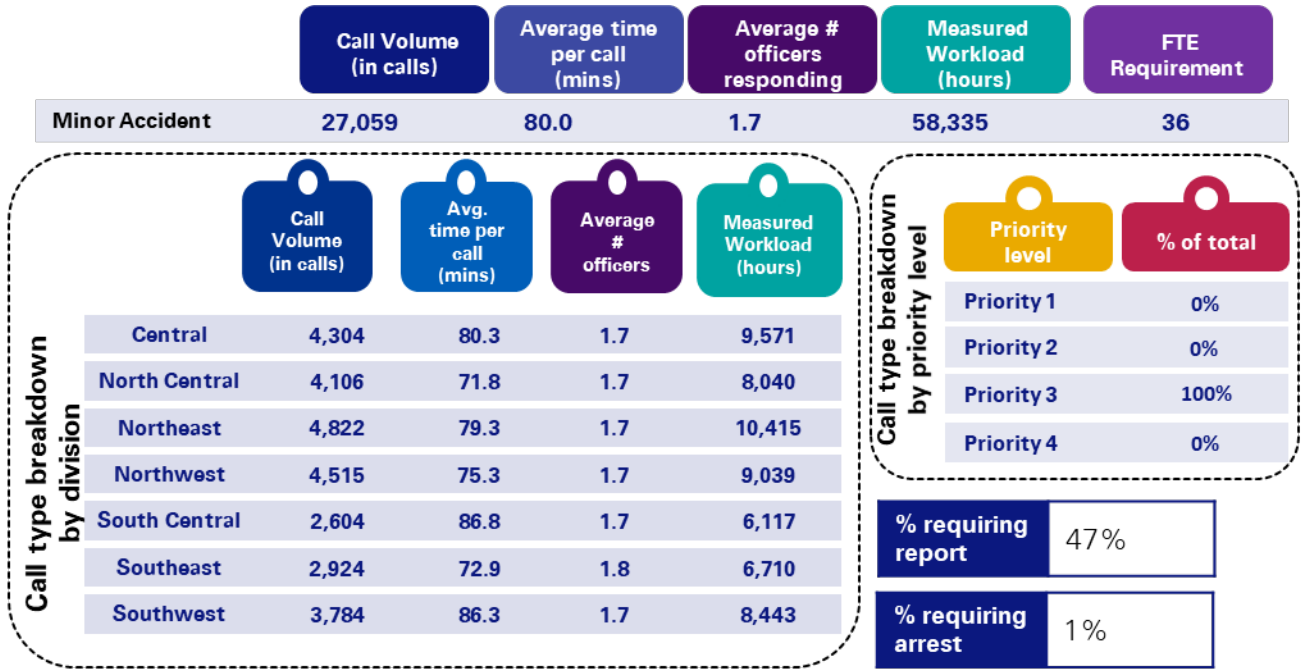 Call Volume
(in calls)
Average time
per call
(mins)
Average #
officers
responding
Measured
Workload
(hours)
FTE
Requirement
Minor Accident 27,059 80.0 1.7 58,335 36
Call type breakdown
by division
Call
Volume
(in calls)
Avg.
time per
call
(mins)
Average
#
officers
Measured
Workload
(hours)
Central 4,304 80.3 1.7 9,571
North Central 4,106 71.8 1.7 8,040
Northeast 4,822 79.3 1.7 10,415
Northwest 4,515 75.3 1.7 9,039
South Central 2,604 86.8 1.7 6,117
Southeast 2,924 72.9 1.8 6,710
Southwest 3,784 86.3 1.7 8,443
Call type breakdown
by priority level
Priority
level
% of total
Priority 1 0%
Priority 2 0%
Priority 3 100%
Priority 4 0%
% requiring
report
47%
% requiring
arrest
1%